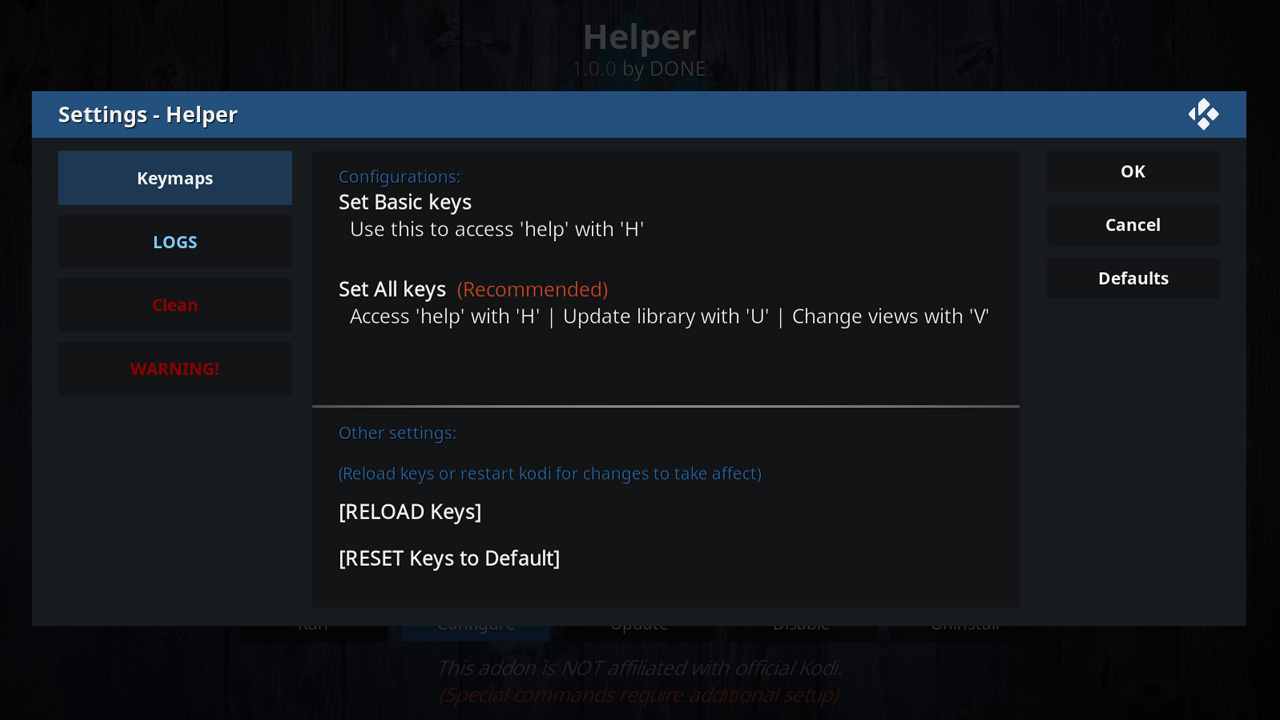 Helper
1.0.0 by DONE
Settings - Helper
Keymaps
LOGS
Clean
WARNING!
Configurations:
Set Basic keys
Use this to access 'help' with 'H'
Set All keys (Recommended)
Access 'help' with 'H' | Update library with 'U' | Change views with 'V'
Other settings:
(Reload keys or restart kodi for changes to take affect)
[RELOAD Keys]
[RESET Keys to Default]
OK
Cancel
Defaults
Run Configure Update Disable Uninstall
This addon is NOT affiliated with official Kodi.
(Special commands require additional setup)